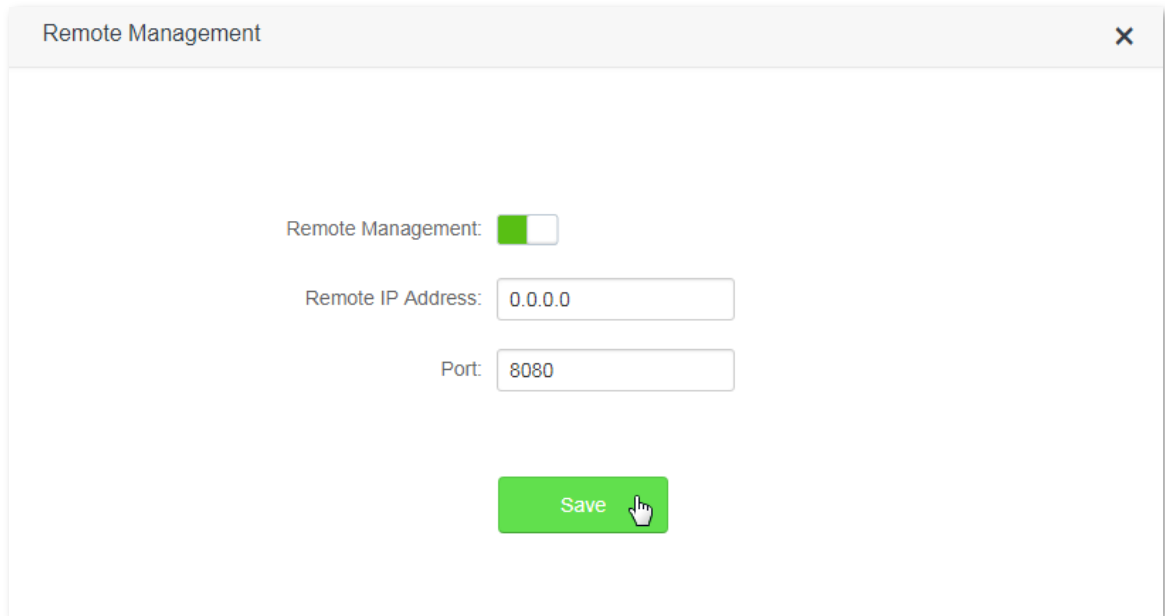 Remote Management
Remote Management:
Remote IP Address: 0.0.0.0
Port: 8080
Save